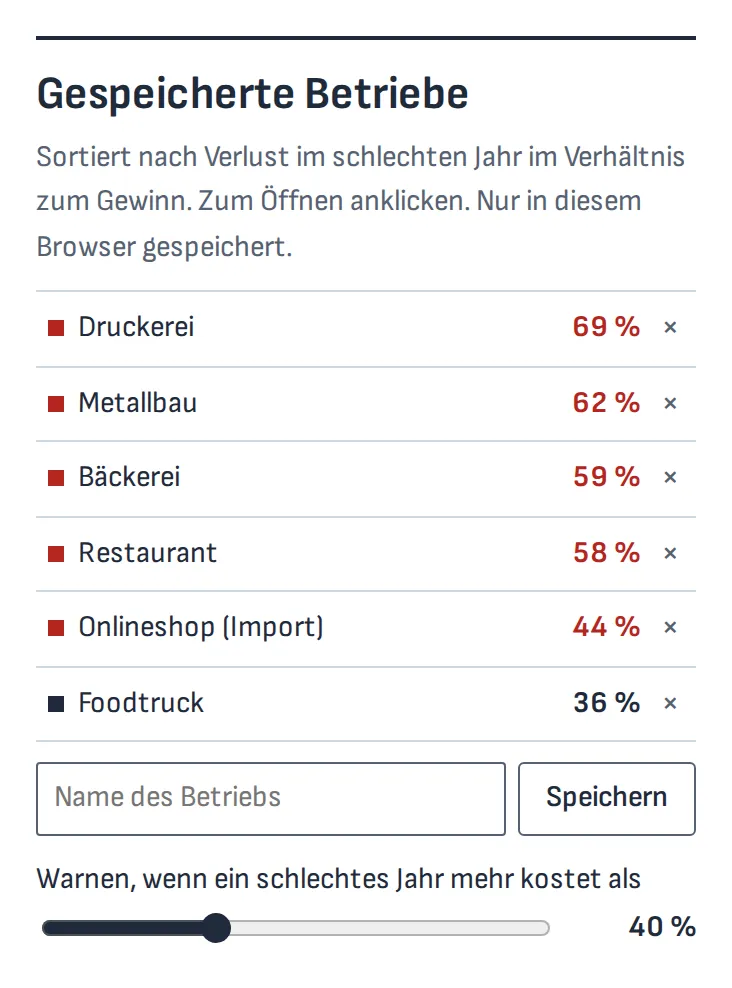 Gespeicherte Betriebe
Sortiert nach Verlust im schlechten Jahr im Verhältnis
zum Gewinn. Zum Öffnen anklicken. Nur in diesem
Browser gespeichert.
Druckerei 69 % ×
Metallbau 62 % ×
Bäckerei 59 % ×
Restaurant 58 % ×
Onlineshop (Import) 44 % ×
Foodtruck 36 % ×
Name des Betriebs Speichern
Warnen, wenn ein schlechtes Jahr mehr kostet als
40 %